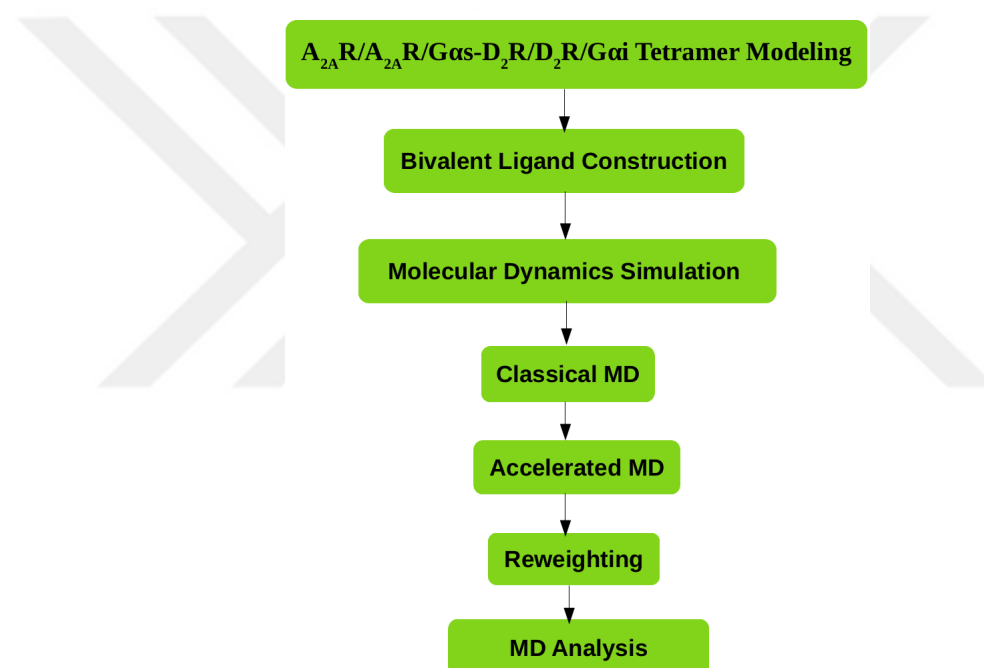 A2AR/A2AR/Gαs-D2R/D2R/Gαi Tetramer Modeling
Bivalent Ligand Construction
Molecular Dynamics Simulation
Classical MD
Accelerated MD
Reweighting
MD Analysis